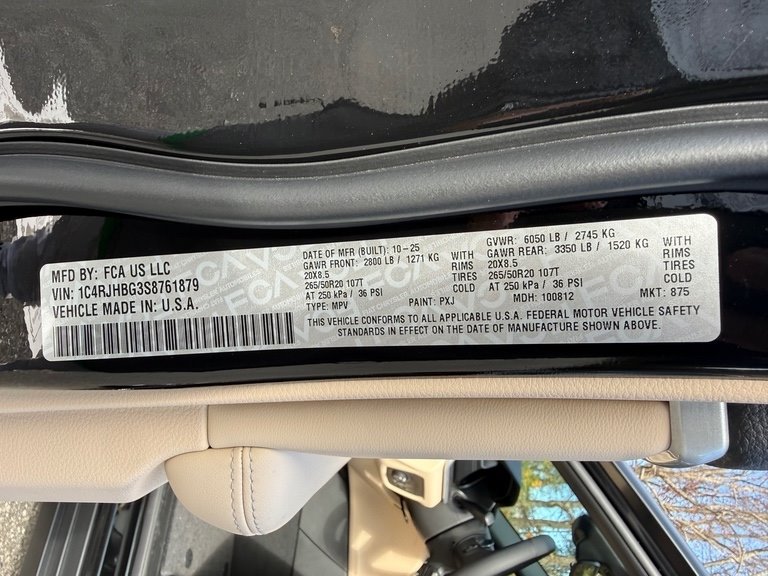 MFD BY: FCA US LLC
VIN: 1C4RJHBG3S8761879
VEHICLE MADE IN U.S.A.
DATE OF MFR (BUILT): 10-25
GAWR FRONT: 2800 LB / 1271 KG WITH
20X8.5 RIMS
265/50R20 107T TIRES
AT 250 kPa / 36 PSI COLD
TYPE: MPV
PAINT: PXJ
GVWR: 6050 LB / 2745 KG
GAWR REAR: 3350 LB / 1520 KG WITH
20X8.5 RIMS
265/50R20 107T TIRES
AT 250 kPa / 36 PSI COLD
MDH: 100812 MKT: 875
THIS VEHICLE CONFORMS TO ALL APPLICABLE U.S.A. FEDERAL MOTOR VEHICLE SAFETY
STANDARDS IN EFFECT ON THE DATE OF MANUFACTURE SHOWN ABOVE.